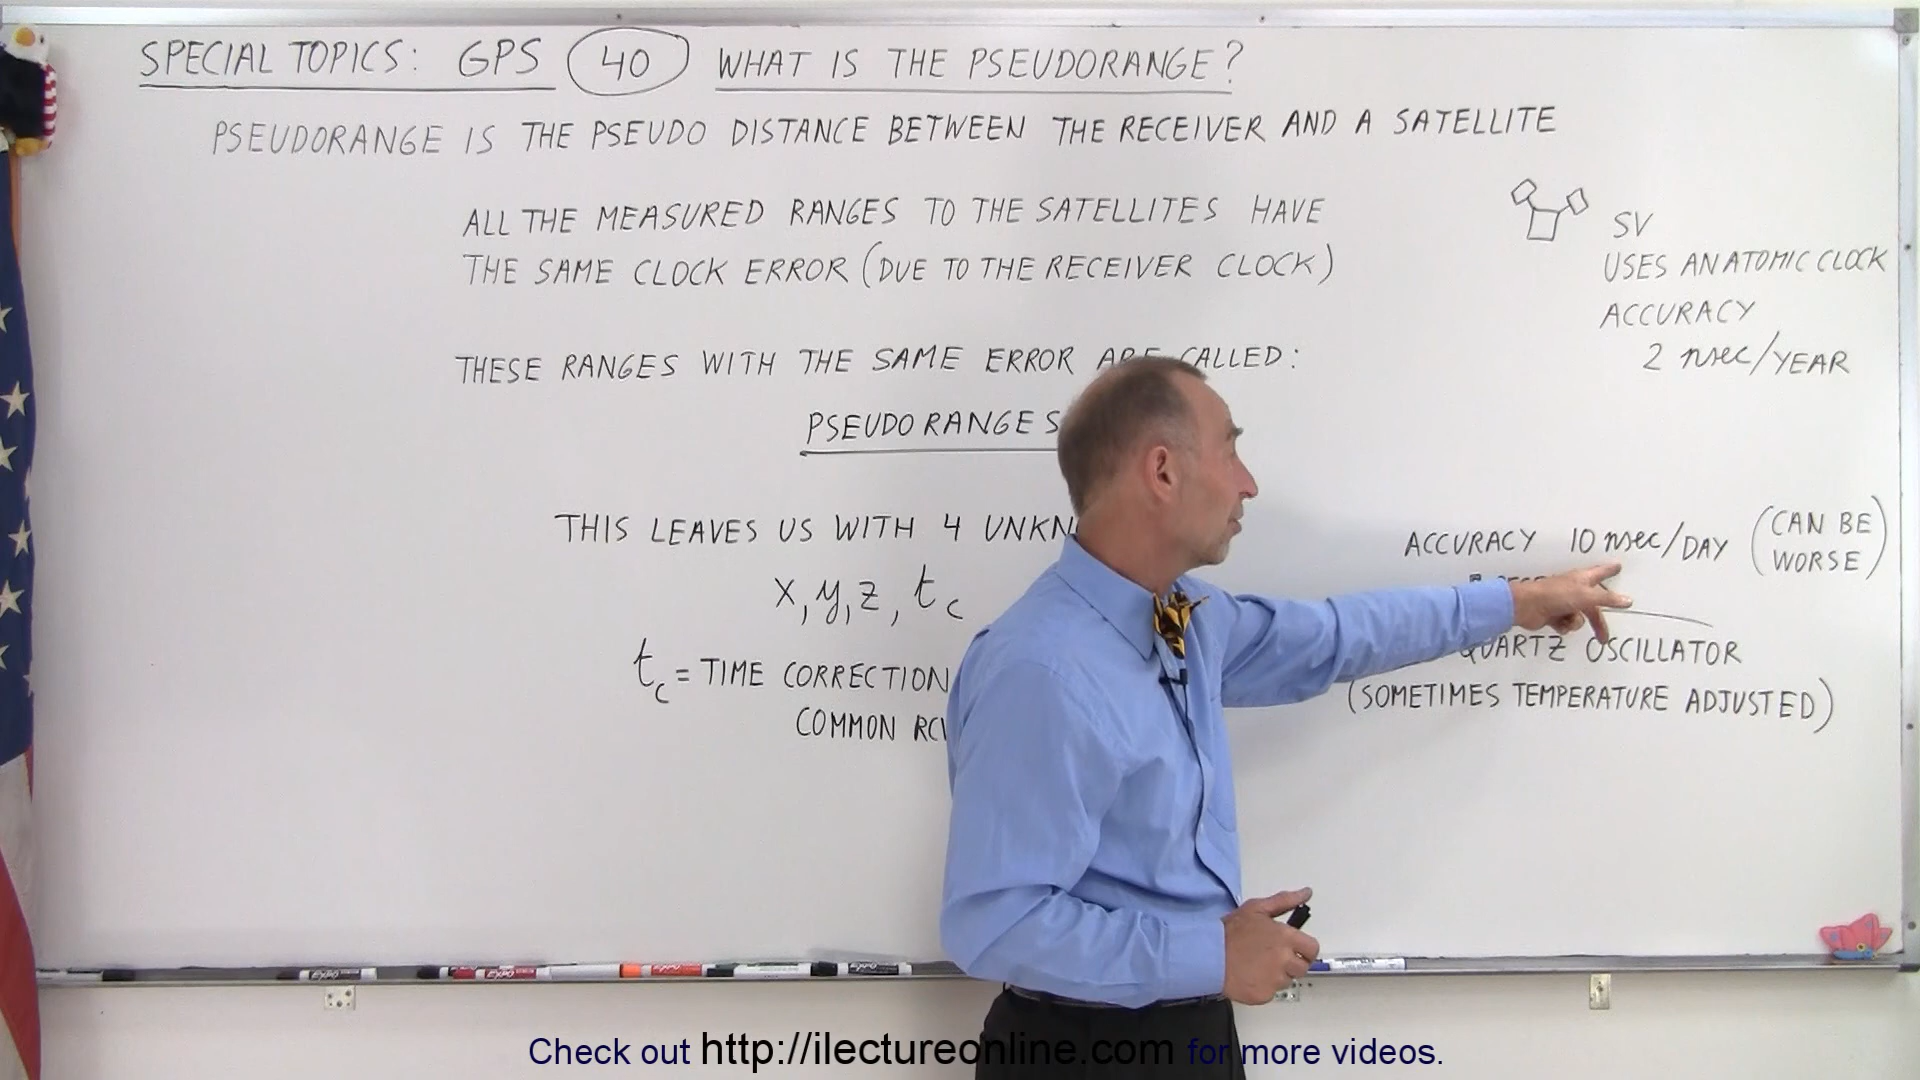 SPECIAL TOPICS: GPS 40 WHAT IS THE PSEUDORANGE?
PSEUDORANGE IS THE PSEUDO DISTANCE BETWEEN THE RECEIVER AND A SATELLITE
ALL THE MEASURED RANGES TO THE SATELLITES HAVE
THE SAME CLOCK ERROR (DUE TO THE RECEIVER CLOCK)
THESE RANGES WITH THE SAME ERROR ARE CALLED:
PSEUDORANGES
THIS LEAVES US WITH 4
x, y, z, tc
tc = TIME CORRECTION
COMMON
SV
USES AN ATOMIC CLOCK
ACCURACY
2 nsec/YEAR
ACCURACY 10 nsec/DAY (CAN BE WORSE)
QUARTZ OSCILLATOR
(SOMETIMES TEMPERATURE ADJUSTED)
Check out http://ilectureonline.com for more videos.